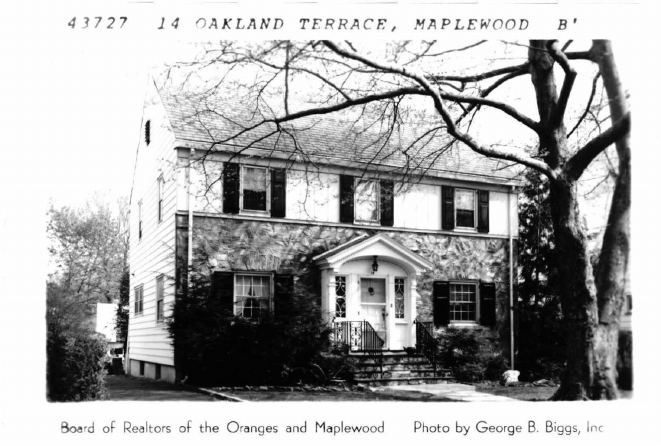 43727 14 OAKLAND TERRACE, MAPLEWOOD B'
Board of Realtors of the Oranges and Maplewood Photo by George B. Biggs, Inc